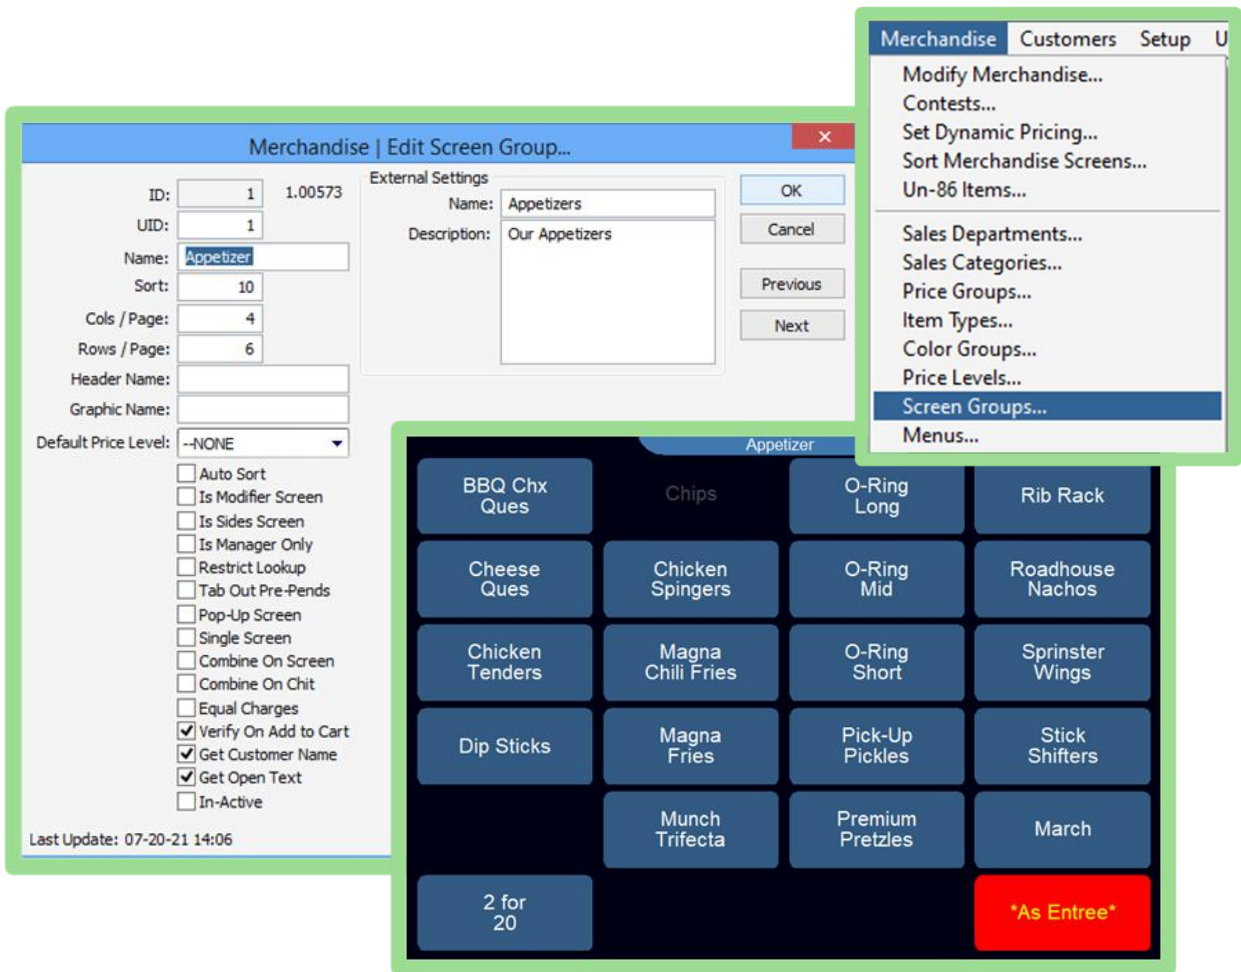 Merchandise Customers Setup U
Modify Merchandise...
Contests...
Set Dynamic Pricing...
Sort Merchandise Screens...
Un-86 Items...
Sales Departments...
Sales Categories...
Price Groups...
Item Types...
Color Groups...
Price Levels...
Screen Groups...
Menus...
Merchandise | Edit Screen Group...
ID: 1 1.00573
UID: 1
Name: Appetizer
Sort: 10
Cols / Page: 4
Rows / Page: 6
Header Name:
Graphic Name:
Default Price Level: --NONE
Auto Sort
Is Modifier Screen
Is Sides Screen
Is Manager Only
Restrict Lookup
Tab Out Pre-Pends
Pop-Up Screen
Single Screen
Combine On Screen
Combine On Chit
Equal Charges
Verify On Add to Cart
Get Customer Name
Get Open Text
In-Active
Last Update: 07-20-21 14:06
External Settings
Name: Appetizers
Description: Our Appetizers
OK
Cancel
Previous
Next
Appetizer
BBQ Chx
Ques
Chips
O-Ring
Long
Rib Rack
Cheese
Ques
Chicken
Spingers
O-Ring
Mid
Roadhouse
Nachos
Chicken
Tenders
Magna
Chili Fries
O-Ring
Short
Sprinster
Wings
Dip Sticks
Magna
Fries
Pick-Up
Pickles
Stick
Shifters
Munch
Trifecta
Premium
Pretzles
March
2 for
20
*As Entree*